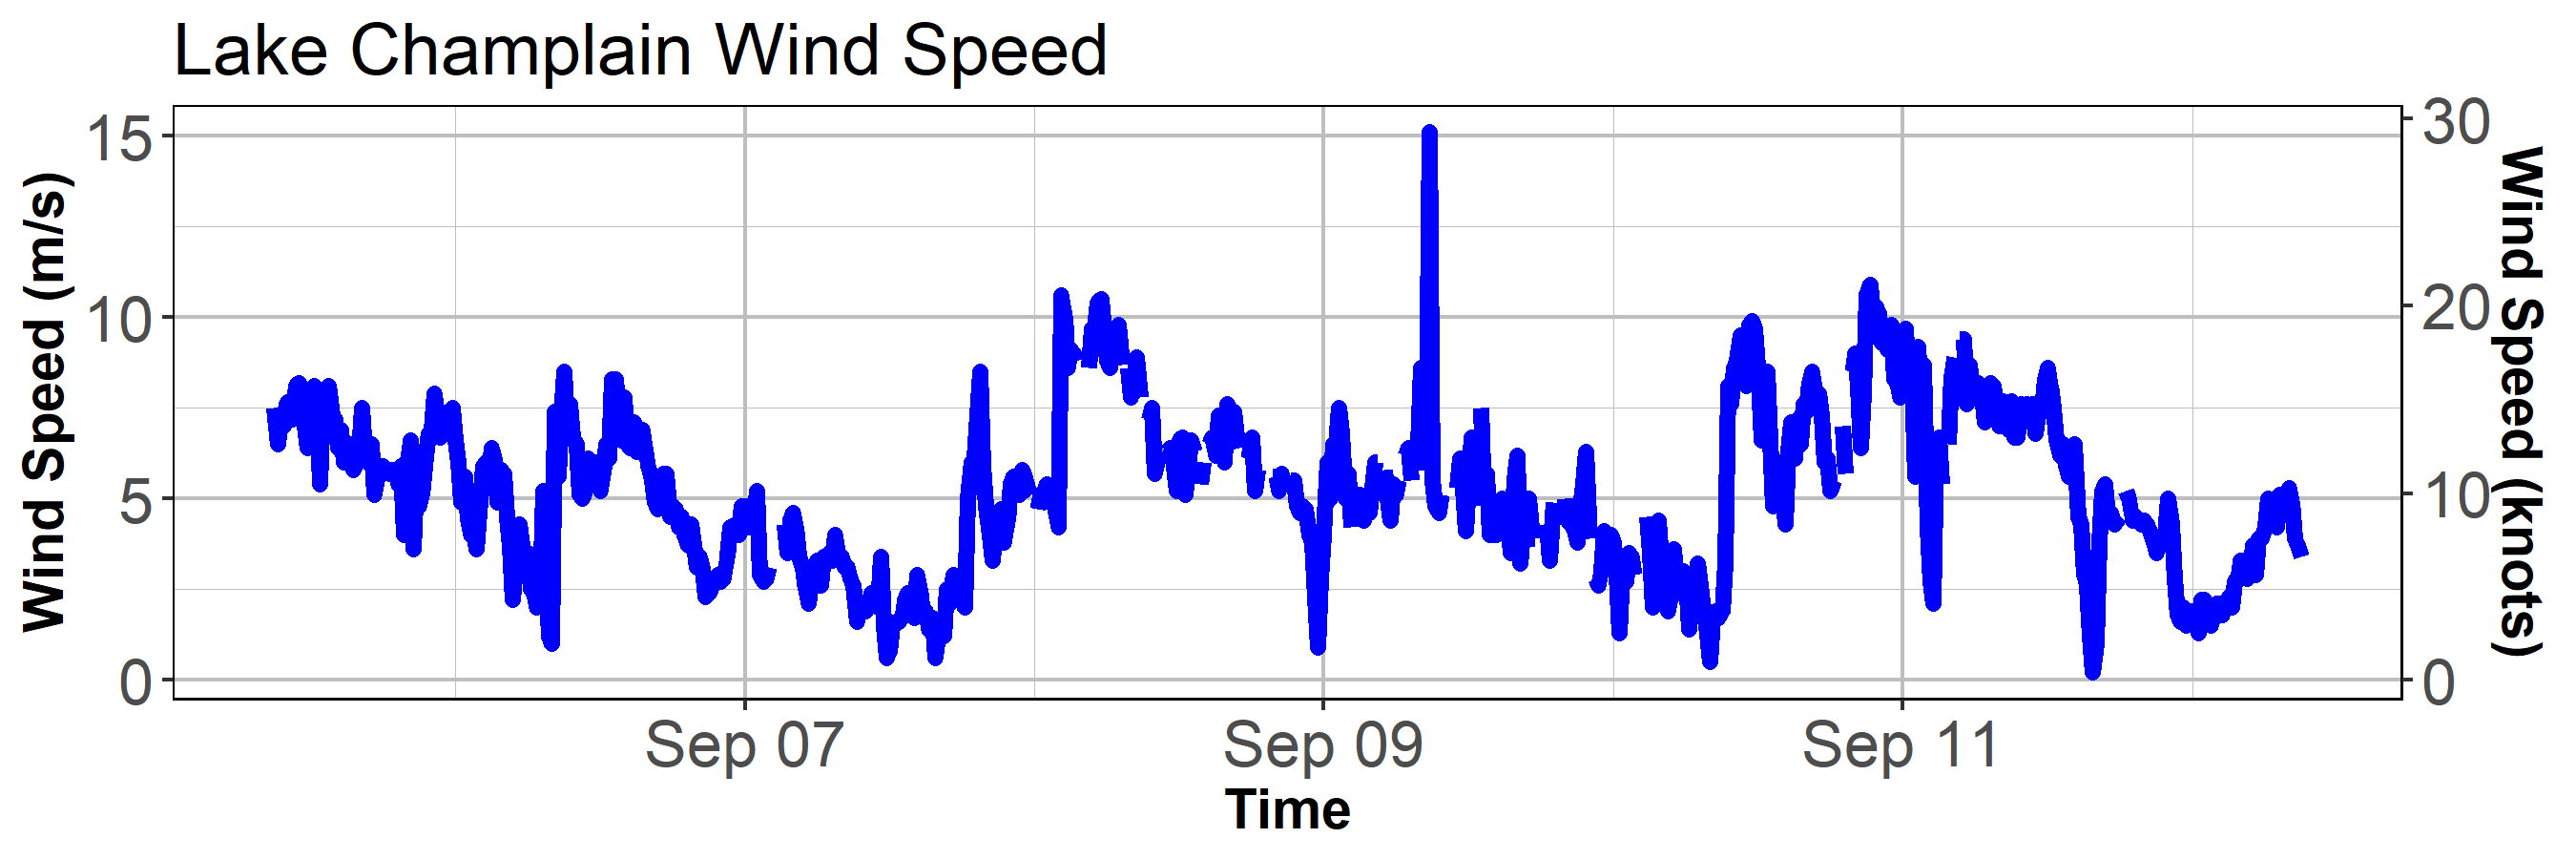 Lake Champlain Wind Speed
Wind Speed (m/s)
15
10
5
0
30
20
10
0
Wind Speed (knots)
Sep 07
Sep 09
Sep 11
Time